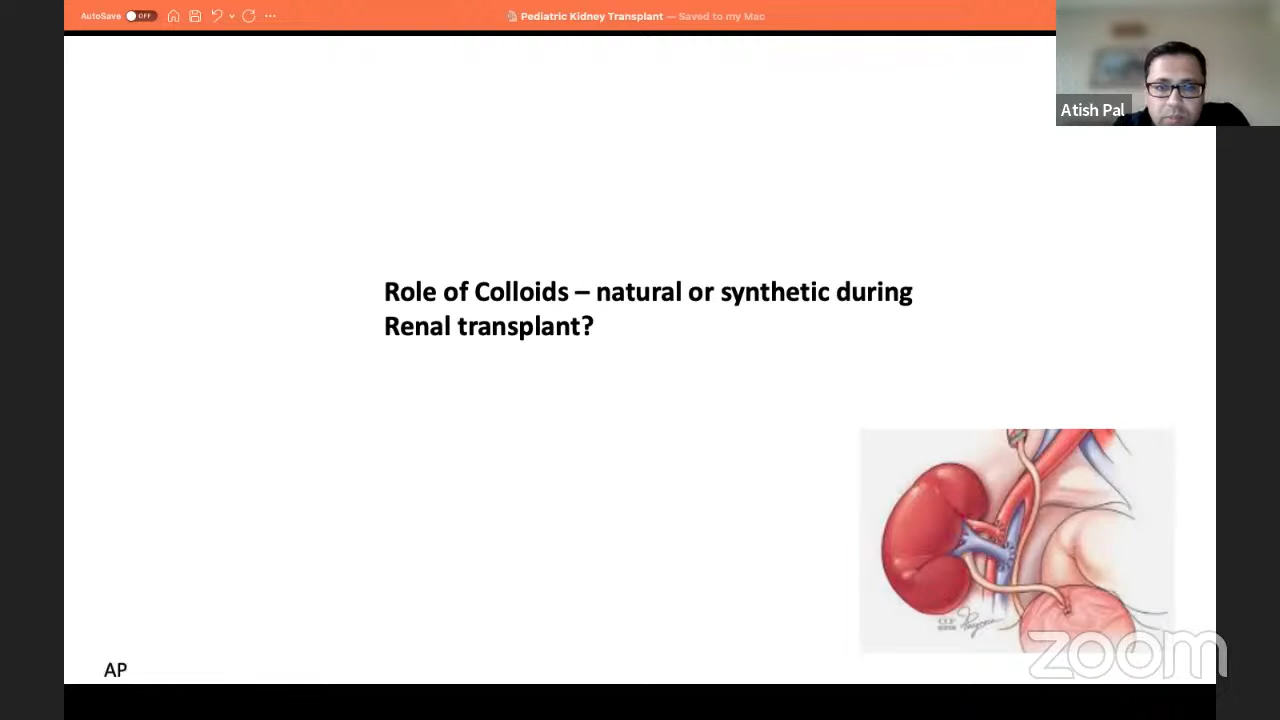 AutoSave OFF
Pediatric Kidney Transplant — Saved to my Mac
Atish Pal
Role of Colloids – natural or synthetic during
Renal transplant?
AP
zoom